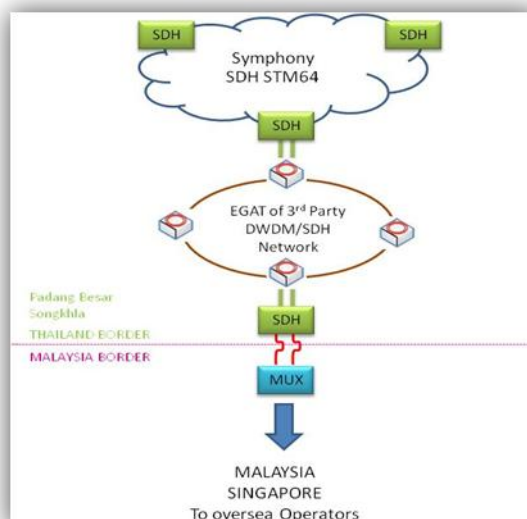 SDH
SDH
Symphony
SDH STM64
SDH
EGAT of 3rd Party
DWDM/SDH
Network
Padang Besar
Songkhla
THAILAND BORDER
SDH
MALAYSIA BORDER
MUX
MALAYSIA
SINGAPORE
To oversea Operators